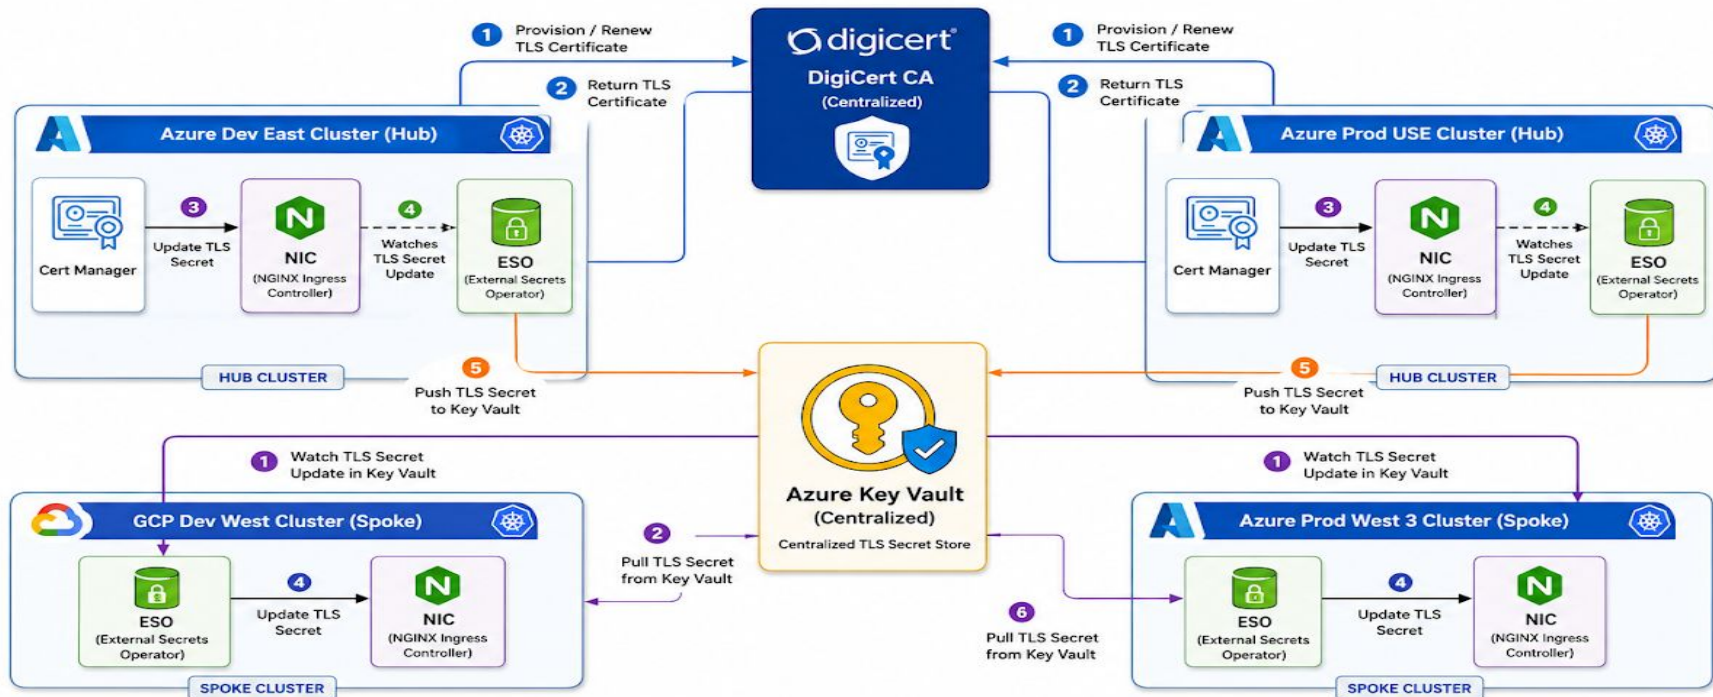 1 Provision / Renew
TLS Certificate
2 Return TLS
Certificate
digicert®
DigiCert CA
(Centralized)
1 Provision / Renew
TLS Certificate
2 Return TLS
Certificate
Azure Dev East Cluster (Hub)
Cert Manager
3
Update TLS
Secret
N
NIC
(NGINX Ingress
Controller)
4
Watches
TLS Secret
Update
ESO
(External Secrets
Operator)
HUB CLUSTER
5
Push TLS Secret
to Key Vault
Azure Prod USE Cluster (Hub)
Cert Manager
3
Update TLS
Secret
N
NIC
(NGINX Ingress
Controller)
4
Watches
TLS Secret
Update
ESO
(External Secrets
Operator)
5
Push TLS Secret
to Key Vault
HUB CLUSTER
Azure Key Vault
(Centralized)
Centralized TLS Secret Store
1 Watch TLS Secret
Update in Key Vault
GCP Dev West Cluster (Spoke)
ESO
(External Secrets
Operator)
4
Update TLS
Secret
N
NIC
(NGINX Ingress
Controller)
SPOKE CLUSTER
2
Pull TLS Secret
from Key Vault
1 Watch TLS Secret
Update in Key Vault
6
Pull TLS Secret
from Key Vault
Azure Prod West 3 Cluster (Spoke)
ESO
(External Secrets
Operator)
4
Update TLS
Secret
N
NIC
(NGINX Ingress
Controller)
SPOKE CLUSTER